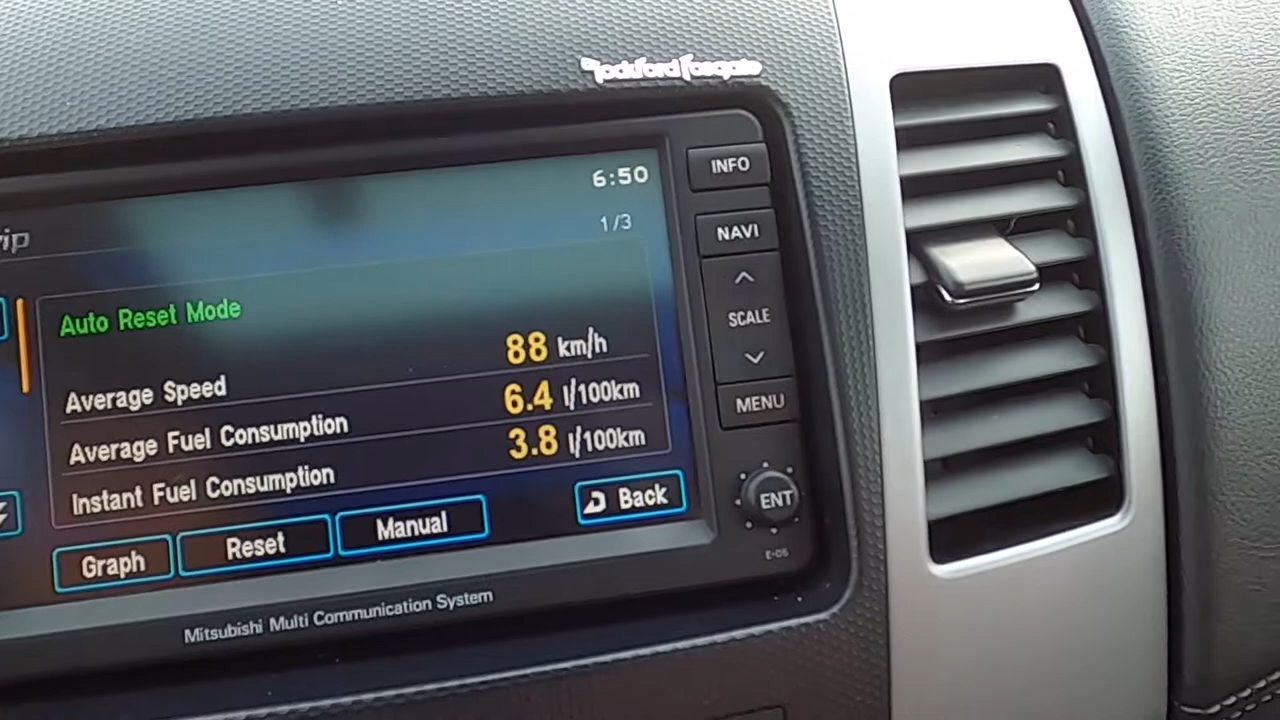 Rockford Fosgate
INFO
6:50
1/3
NAVI
Auto Reset Mode
SCALE
Average Speed 88 km/h
Average Fuel Consumption 6.4 l/100km
Instant Fuel Consumption 3.8 l/100km
MENU
Graph Reset Manual Back
ENT
E-05
Mitsubishi Multi Communication System